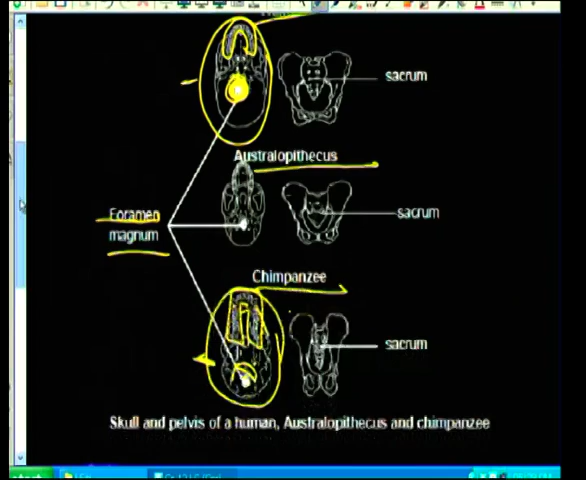 sacrum
Australopithecus
Foramen
magnum
sacrum
Chimpanzee
sacrum
Skull and pelvis of a human, Australopithecus and chimpanzee